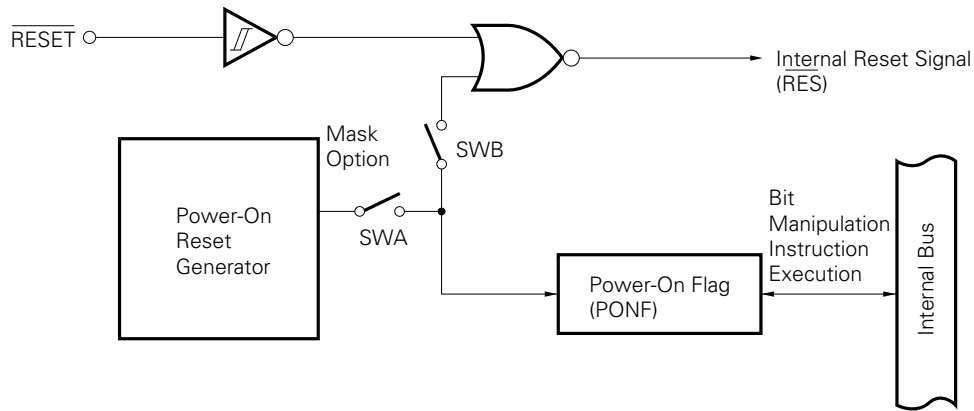 RESET
Internal Reset Signal
(RES)
Mask
Option
SWB
Power-On
Reset
Generator
SWA
Bit
Manipulation
Instruction
Execution
Power-On Flag
(PONF)
Internal Bus